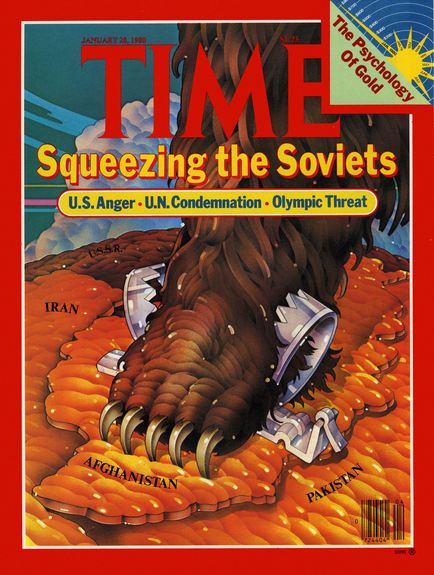 JANUARY 28, 1980
TIME
The Psychology
Of Gold
Squeezing the Soviets
U.S. Anger • U.N. Condemnation • Olympic Threat
U.S.S.R.
IRAN
AFGHANISTAN
PAKISTAN